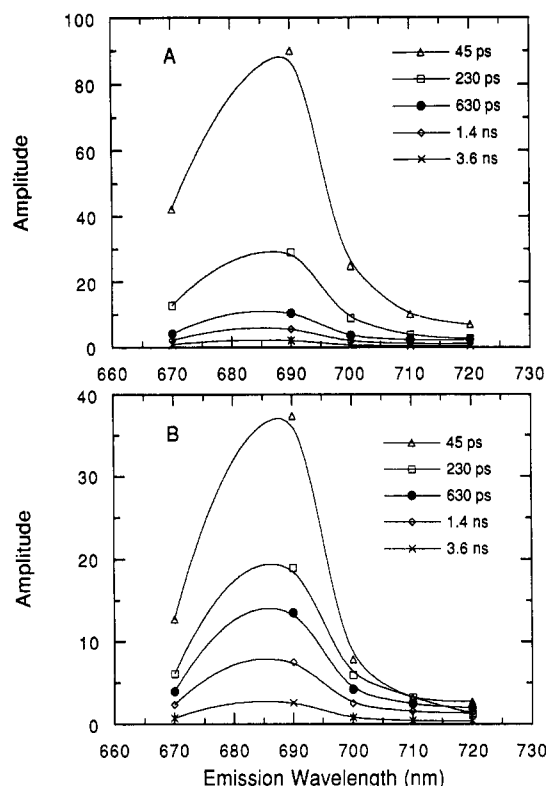 100
80
60
40
20
0
Amplitude
A
45 ps
230 ps
630 ps
1.4 ns
3.6 ns
660 670 680 690 700 710 720 730
40
30
20
10
0
Amplitude
B
45 ps
230 ps
630 ps
1.4 ns
3.6 ns
660 670 680 690 700 710 720 730
Emission Wavelength (nm)